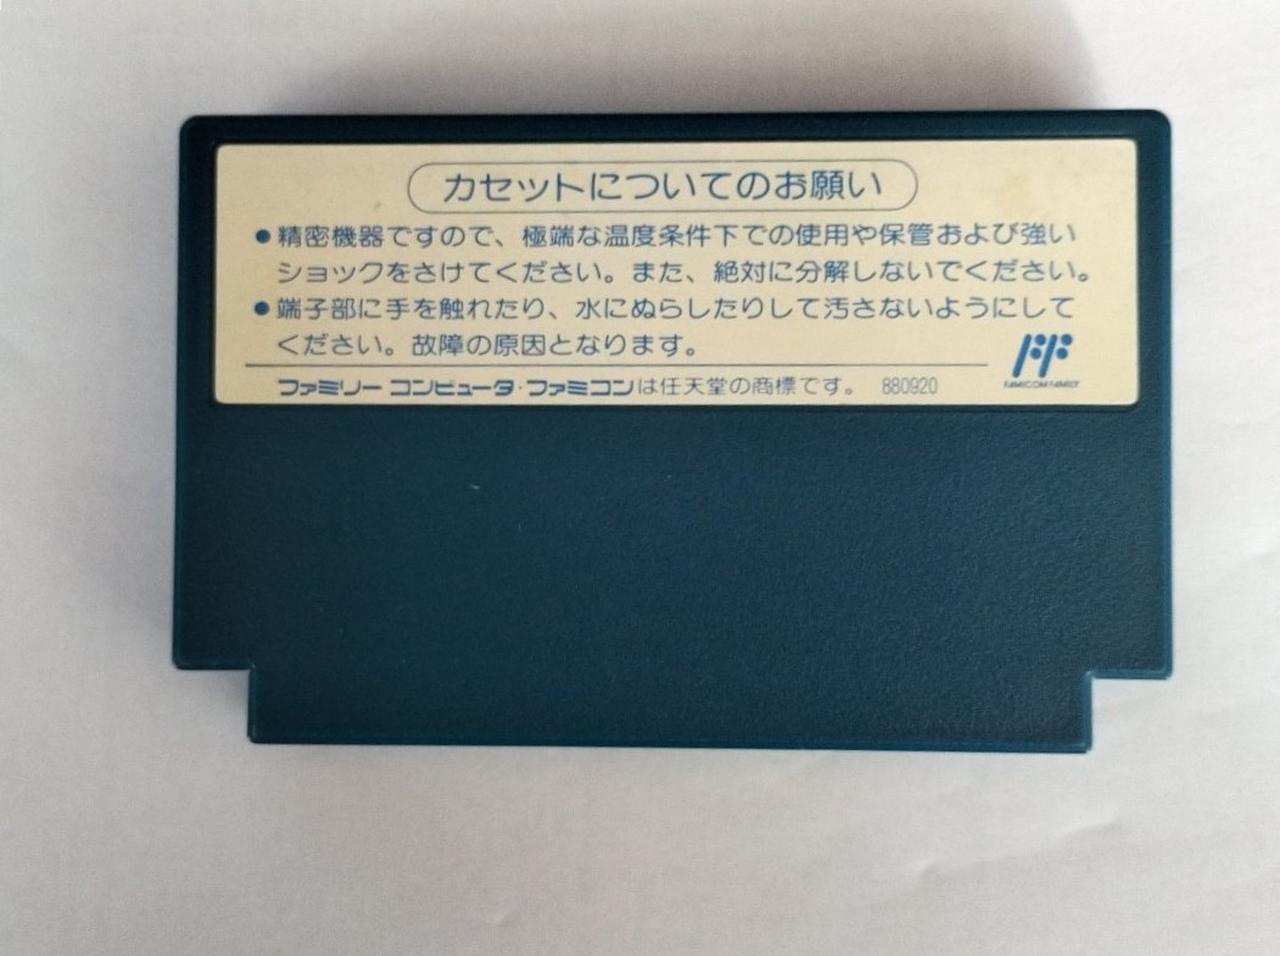 カセットについてのお願い
●精密機器ですので、極端な温度条件下での使用や保管および強い
ショックをさけてください。また、絶対に分解しないでください。
●端子部に手を触れたり、水にぬらしたりして汚さないようにして
ください。故障の原因となります。
FF
FAMICOM FAMILY
ファミリー コンピュータ・ファミコンは任天堂の商標です。 880920